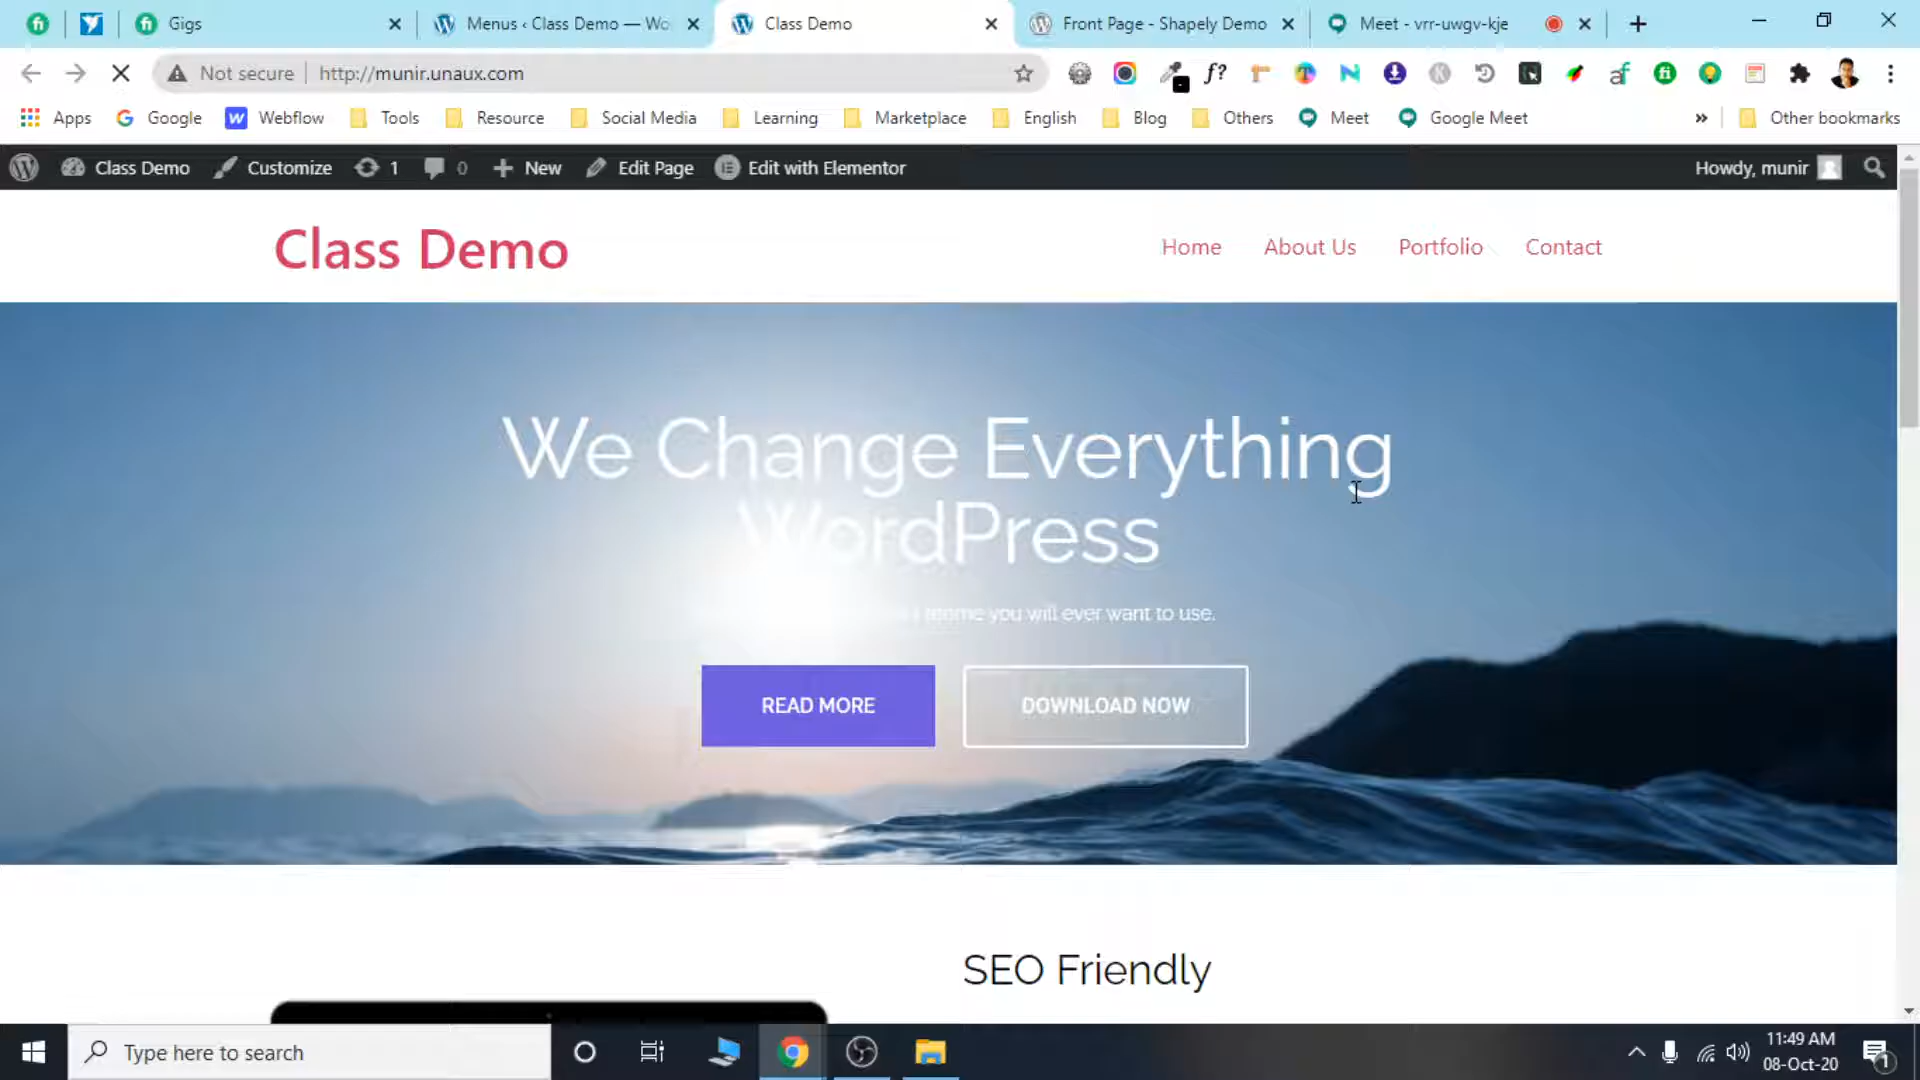 Gigs
Menus ‹ Class Demo — Wo
Class Demo
Front Page - Shapely Demo
Meet - vrr-uwgv-kje
Not secure
http://munir.unaux.com
Apps
Google
Webflow
Tools
Resource
Social Media
Learning
Marketplace
English
Blog
Others
Meet
Google Meet
»
Other bookmarks
Class Demo
Customize
1
0
New
Edit Page
Edit with Elementor
Howdy, munir
Class Demo
Home
About Us
Portfolio
Contact
We Change Everything
WordPress
you will ever want to use.
READ MORE
DOWNLOAD NOW
SEO Friendly
Type here to search
11:49 AM
08-Oct-20
1